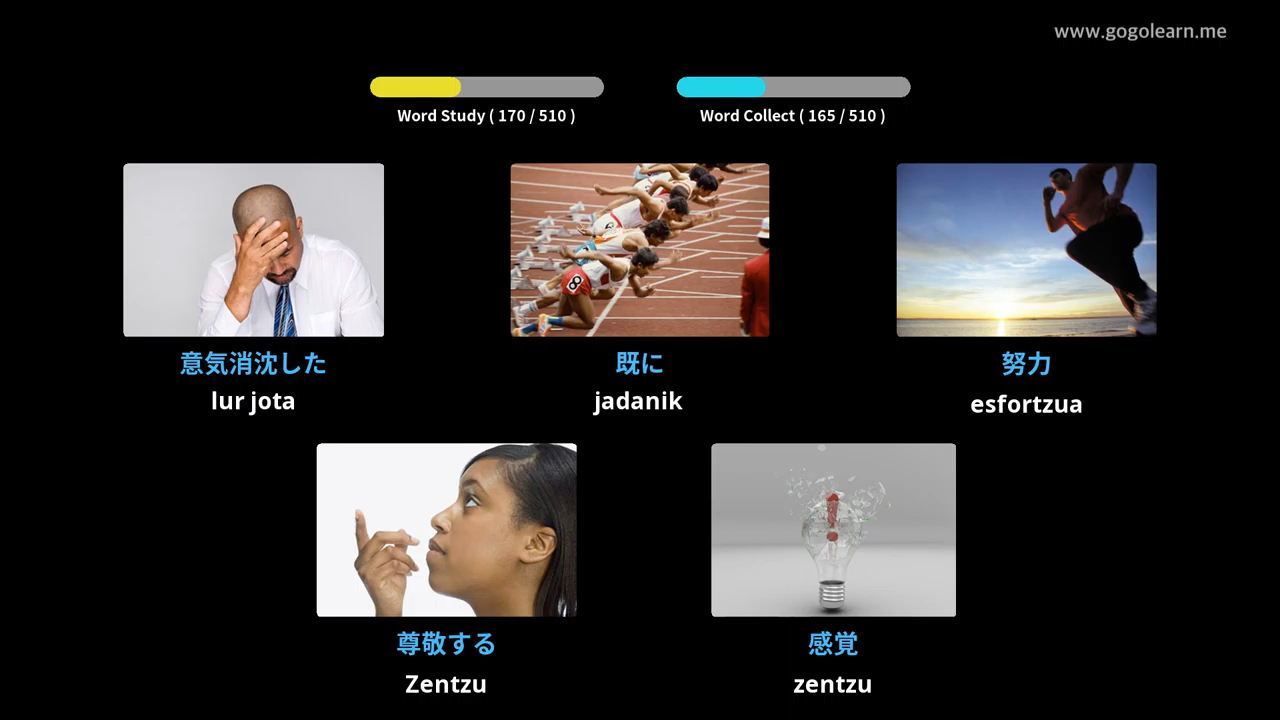 www.gogolearn.me
Word Study ( 170 / 510 )
Word Collect ( 165 / 510 )
意気消沈した
lur jota
既に
jadanik
努力
esfortzua
尊敬する
Zentzu
感覚
zentzu